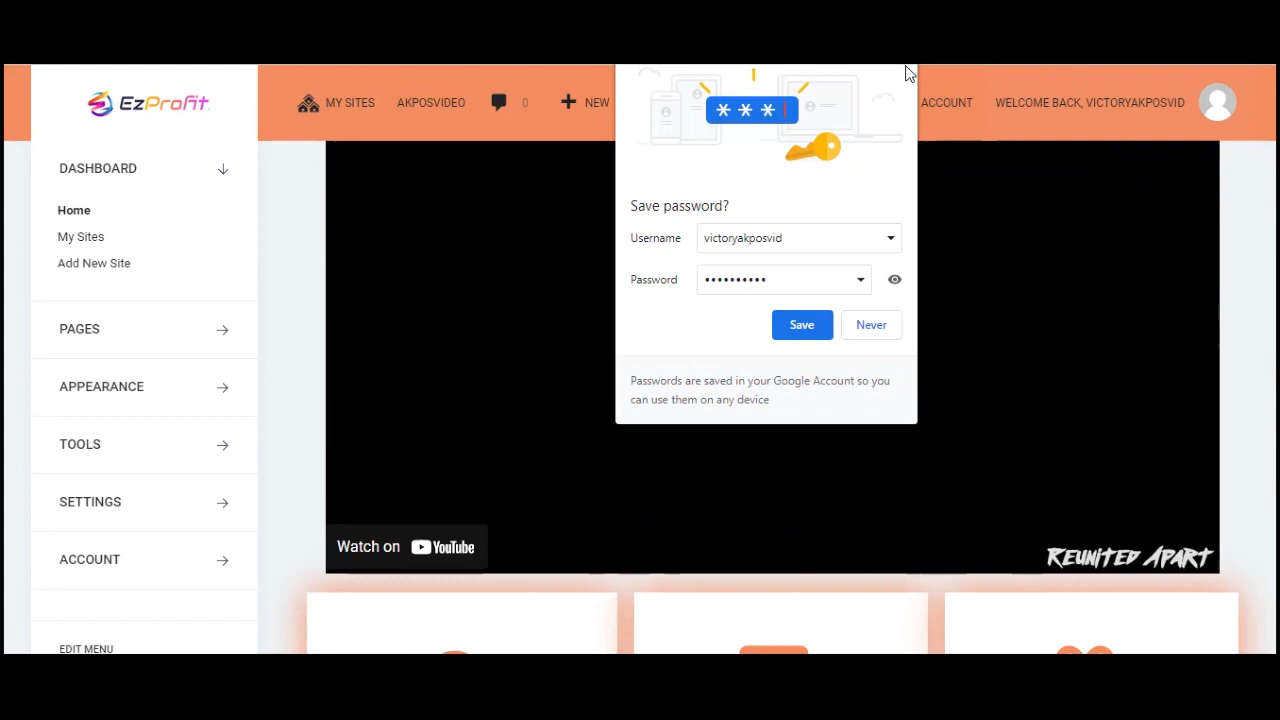 EzProfit
MY SITES
AKPOSVIDEO
0
NEW
ACCOUNT
WELCOME BACK, VICTORYAKPOSVID
DASHBOARD
Home
My Sites
Add New Site
PAGES
APPEARANCE
TOOLS
SETTINGS
ACCOUNT
EDIT MENU
***
Save password?
Username
victoryakposvid
Password
••••••••••
Save
Never
Passwords are saved in your Google Account so you
can use them on any device
Watch on YouTube
REUNITED APART